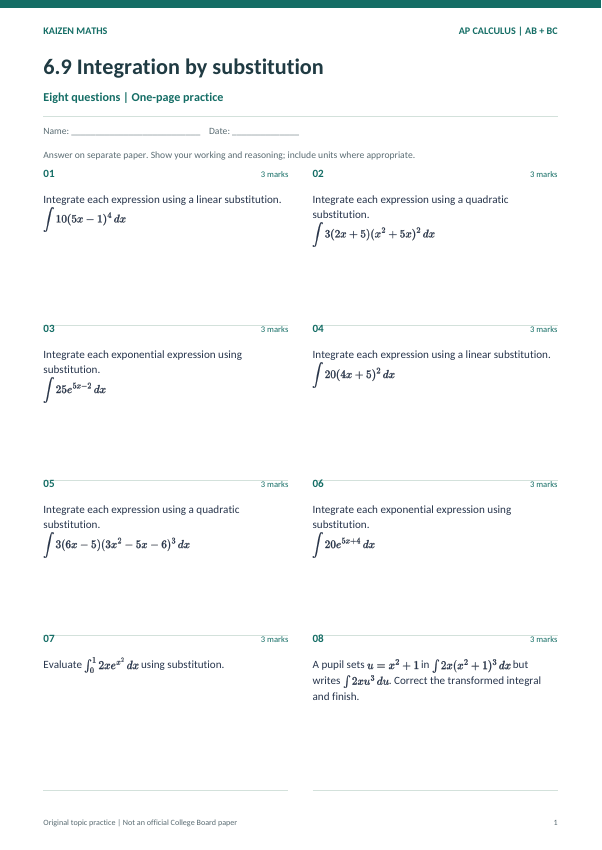 KAIZEN MATHS
AP CALCULUS | AB + BC
6.9 Integration by substitution
Eight questions | One-page practice
Name: ____________________________ Date: ______________
Answer on separate paper. Show your working and reasoning; include units where appropriate.
01 3 marks
Integrate each expression using a linear substitution.
∫ 10(5x − 1)⁴ dx
02 3 marks
Integrate each expression using a quadratic
substitution.
∫ 3(2x + 5)(x² + 5x)² dx
03 3 marks
Integrate each exponential expression using
substitution.
∫ 25e⁵ˣ⁻² dx
04 3 marks
Integrate each expression using a linear substitution.
∫ 20(4x + 5)² dx
05 3 marks
Integrate each expression using a quadratic
substitution.
∫ 3(6x − 5)(3x² − 5x − 6)³ dx
06 3 marks
Integrate each exponential expression using
substitution.
∫ 20e⁵ˣ⁺⁴ dx
07 3 marks
Evaluate ∫₀¹ 2xe^{x²} dx using substitution.
08 3 marks
A pupil sets u = x² + 1 in ∫ 2x(x² + 1)³ dx but
writes ∫ 2xu³ du. Correct the transformed integral
and finish.
Original topic practice | Not an official College Board paper
1